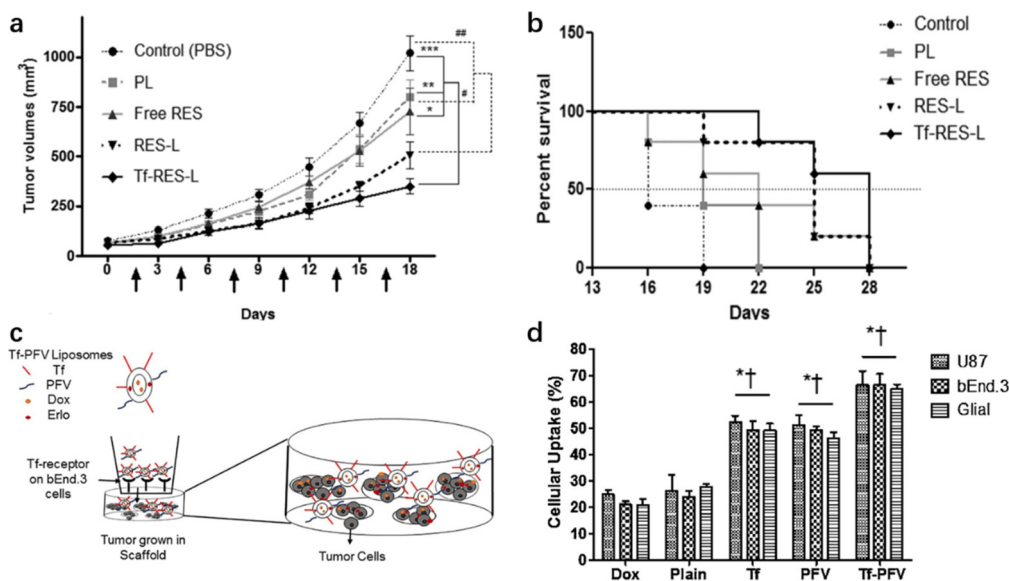 a
Tumor volumes (mm³)
1000
750
500
250
0
Control (PBS)
PL
Free RES
RES-L
Tf-RES-L
##
***
**
#
*
0 3 6 9 12 15 18
Days
b
Percent survival
150
100
50
0
Control
PL
Free RES
RES-L
Tf-RES-L
13 16 19 22 25 28
Days
c
Tf-PFV Liposomes
Tf
PFV
Dox
Erlo
Tf-receptor
on bEnd.3
cells
Tumor grown in
Scaffold
Tumor Cells
d
Cellular Uptake (%)
80
70
60
50
40
30
20
10
0
*†
*†
*†
U87
bEnd.3
Glial
Dox Plain Tf PFV Tf-PFV